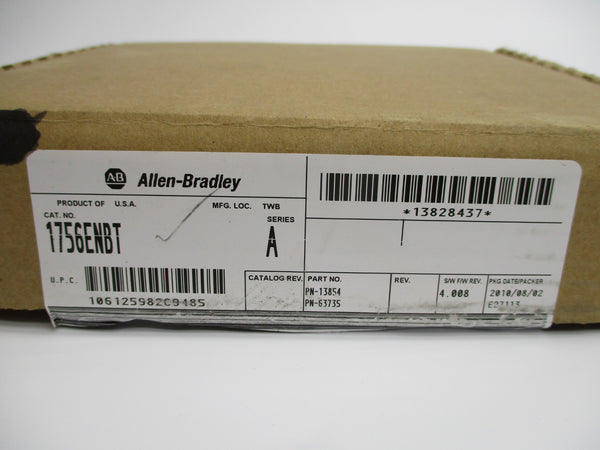 AB Allen-Bradley
*13828437*
PRODUCT OF U.S.A. MFG. LOC. TWB
CAT. NO. SERIES
1756ENBT A
U.P.C. 10612598209485
CATALOG REV. PART NO. REV. S/W F/W REV. PKG DATE/PACKER
PN-13854 4.008 2010/08/02
PN-63735 E27113